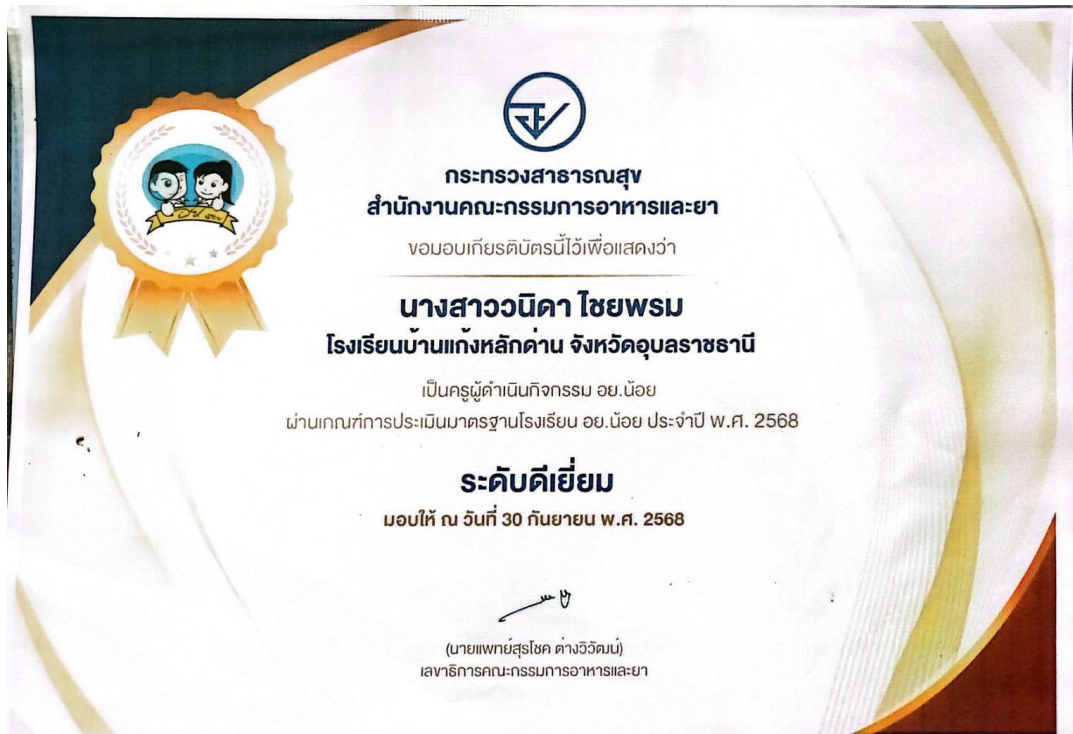 อย.น้อย
กระทรวงสาธารณสุข
สำนักงานคณะกรรมการอาหารและยา
ขอมอบเกียรติบัตรนี้ไว้เพื่อแสดงว่า
นางสาววนิดา ไชยพรม
โรงเรียนบ้านแก้งหลักด่าน จังหวัดอุบลราชธานี
เป็นครูผู้ดำเนินกิจกรรม อย.น้อย
ผ่านเกณฑ์การประเมินมาตรฐานโรงเรียน อย.น้อย ประจำปี พ.ศ. 2568
ระดับดีเยี่ยม
มอบให้ ณ วันที่ 30 กันยายน พ.ศ. 2568
(นายแพทย์สุรโชค ต่างวิวัฒน์)
เลขาธิการคณะกรรมการอาหารและยา